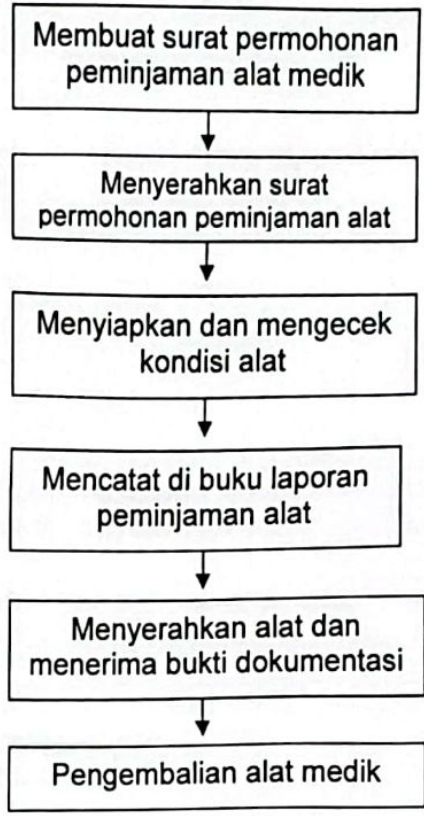 Membuat surat permohonan
peminjaman alat medik
Menyerahkan surat
permohonan peminjaman alat
Menyiapkan dan mengecek
kondisi alat
Mencatat di buku laporan
peminjaman alat
Menyerahkan alat dan
menerima bukti dokumentasi
Pengembalian alat medik